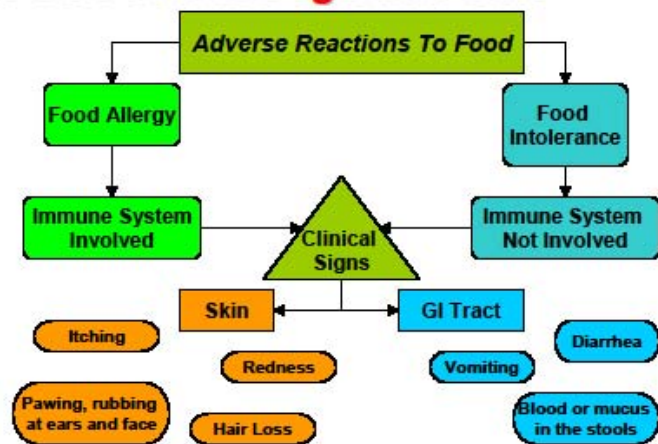 Adverse Reactions To Food
Food Allergy
Food
Intolerance
Immune System
Involved
Immune System
Not Involved
Clinical
Signs
Skin
GI Tract
Itching
Redness
Vomiting
Diarrhea
Pawing, rubbing
at ears and face
Hair Loss
Blood or mucus
in the stools